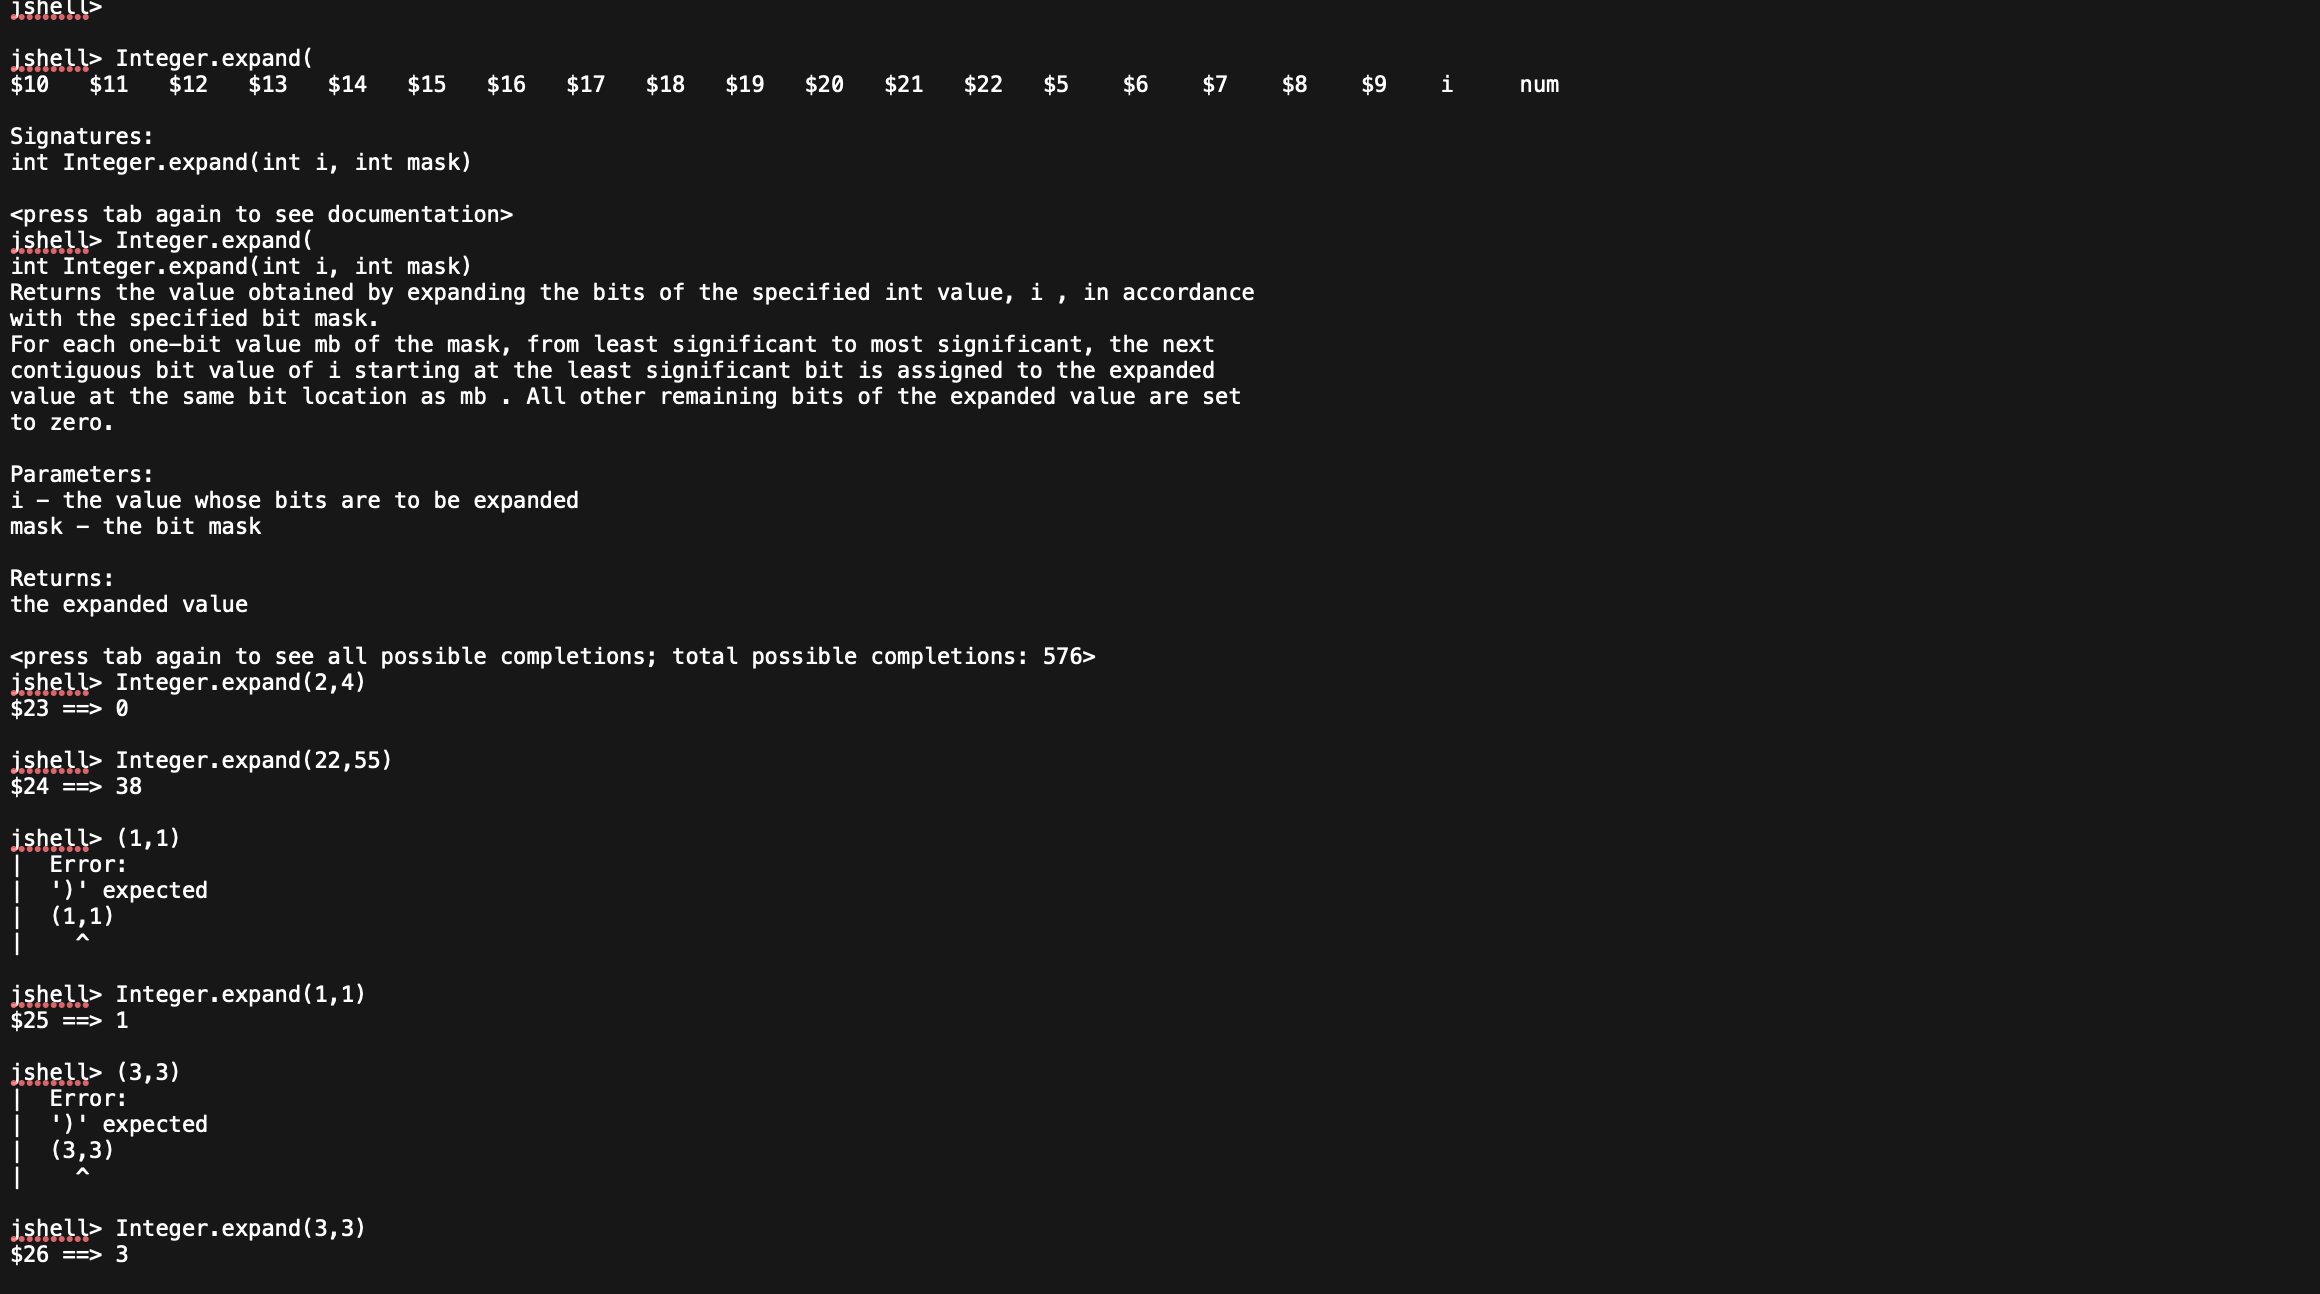 jshell>
jshell> Integer.expand(
$10   $11   $12   $13   $14   $15   $16   $17   $18   $19   $20   $21   $22   $5    $6    $7    $8    $9    i     num
Signatures:
int Integer.expand(int i, int mask)
<press tab again to see documentation>
jshell> Integer.expand(
int Integer.expand(int i, int mask)
Returns the value obtained by expanding the bits of the specified int value, i , in accordance
with the specified bit mask.
For each one-bit value mb of the mask, from least significant to most significant, the next
contiguous bit value of i starting at the least significant bit is assigned to the expanded
value at the same bit location as mb . All other remaining bits of the expanded value are set
to zero.
Parameters:
i – the value whose bits are to be expanded
mask – the bit mask
Returns:
the expanded value
<press tab again to see all possible completions; total possible completions: 576>
jshell> Integer.expand(2,4)
$23 ==> 0
jshell> Integer.expand(22,55)
$24 ==> 38
jshell> (1,1)
|  Error:
|  ')' expected
|  (1,1)
|    ^
jshell> Integer.expand(1,1)
$25 ==> 1
jshell> (3,3)
|  Error:
|  ')' expected
|  (3,3)
|    ^
jshell> Integer.expand(3,3)
$26 ==> 3